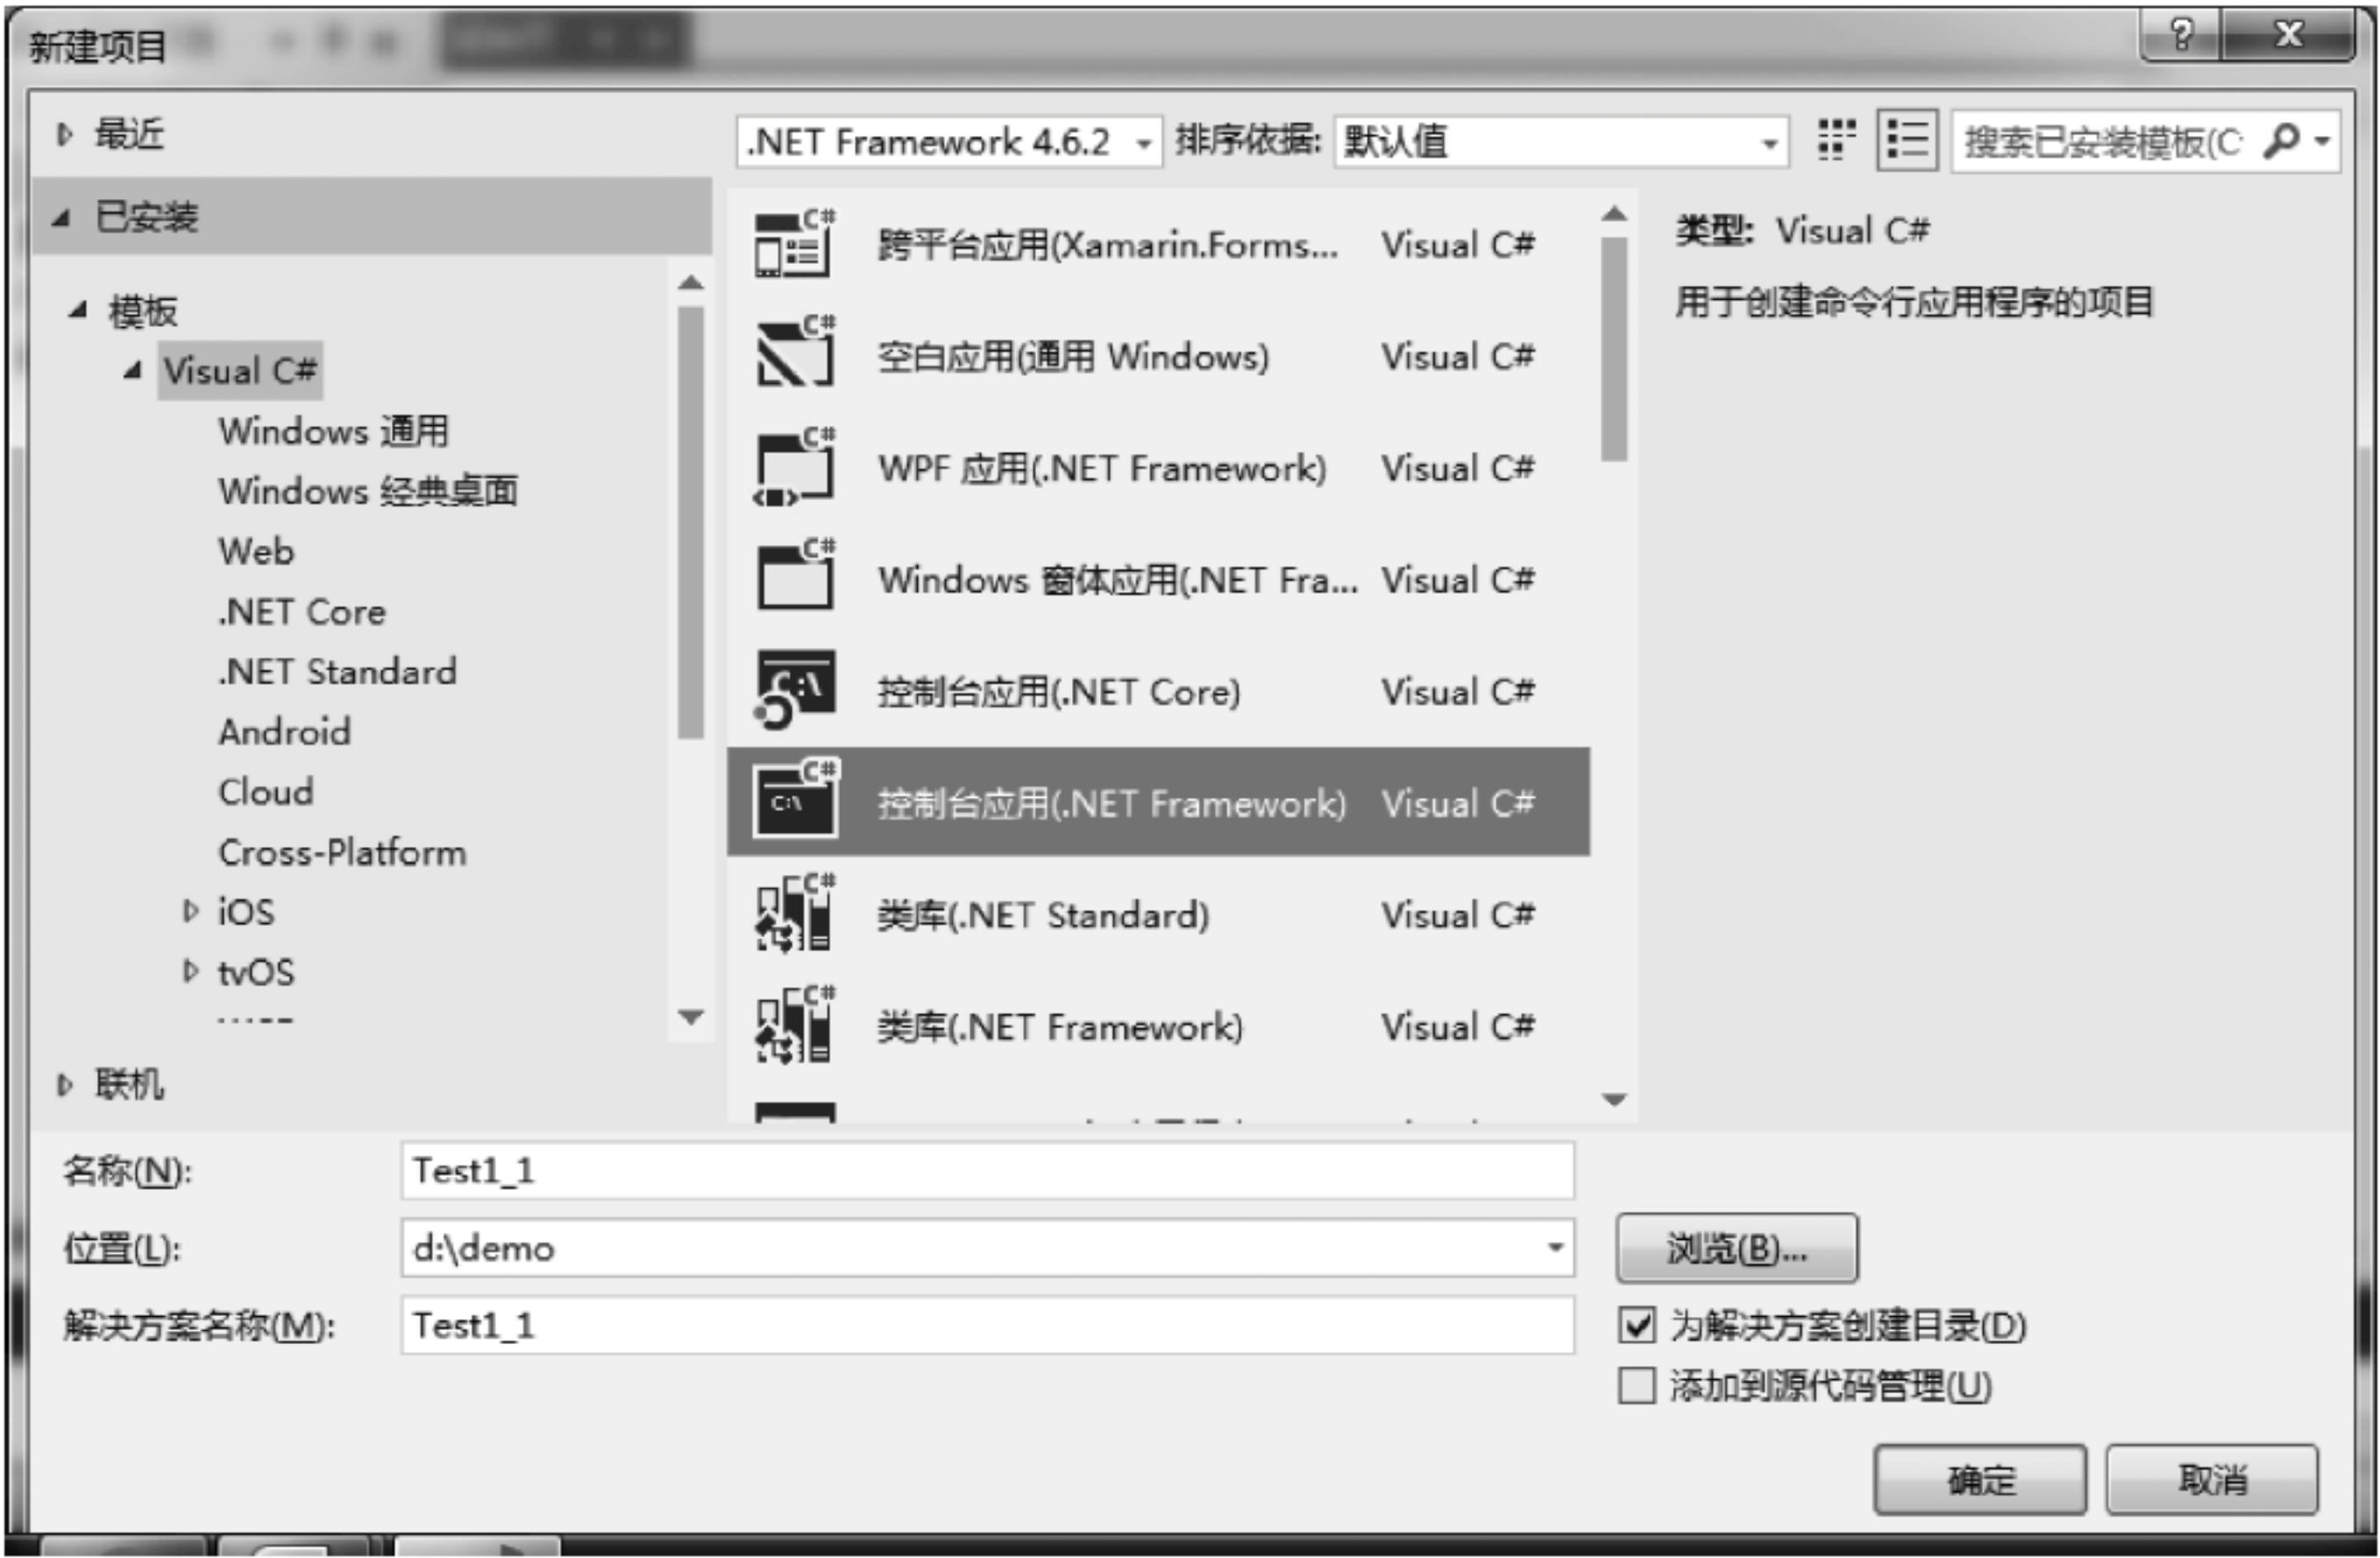 新建项目
最近
已安装
模板
Visual C#
Windows 通用
Windows 经典桌面
Web
.NET Core
.NET Standard
Android
Cloud
Cross-Platform
iOS
tvOS
联机
.NET Framework 4.6.2 排序依据: 默认值
搜索已安装模板(C
跨平台应用(Xamarin.Forms... Visual C#
空白应用(通用 Windows) Visual C#
WPF 应用(.NET Framework) Visual C#
Windows 窗体应用(.NET Fra... Visual C#
控制台应用(.NET Core) Visual C#
控制台应用(.NET Framework) Visual C#
类库(.NET Standard) Visual C#
类库(.NET Framework) Visual C#
类型: Visual C#
用于创建命令行应用程序的项目
名称(N): Test1_1
位置(L): d:\demo
浏览(B)...
解决方案名称(M): Test1_1
为解决方案创建目录(D)
添加到源代码管理(U)
确定 取消